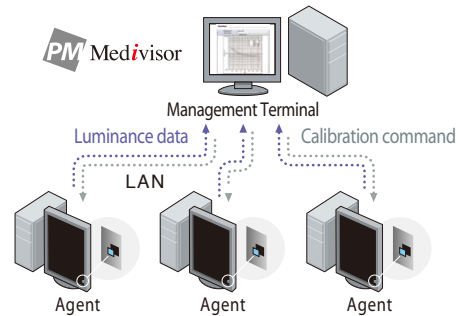 PM Medivisor
Management Terminal
Luminance data
Calibration command
LAN
Agent
Agent
Agent